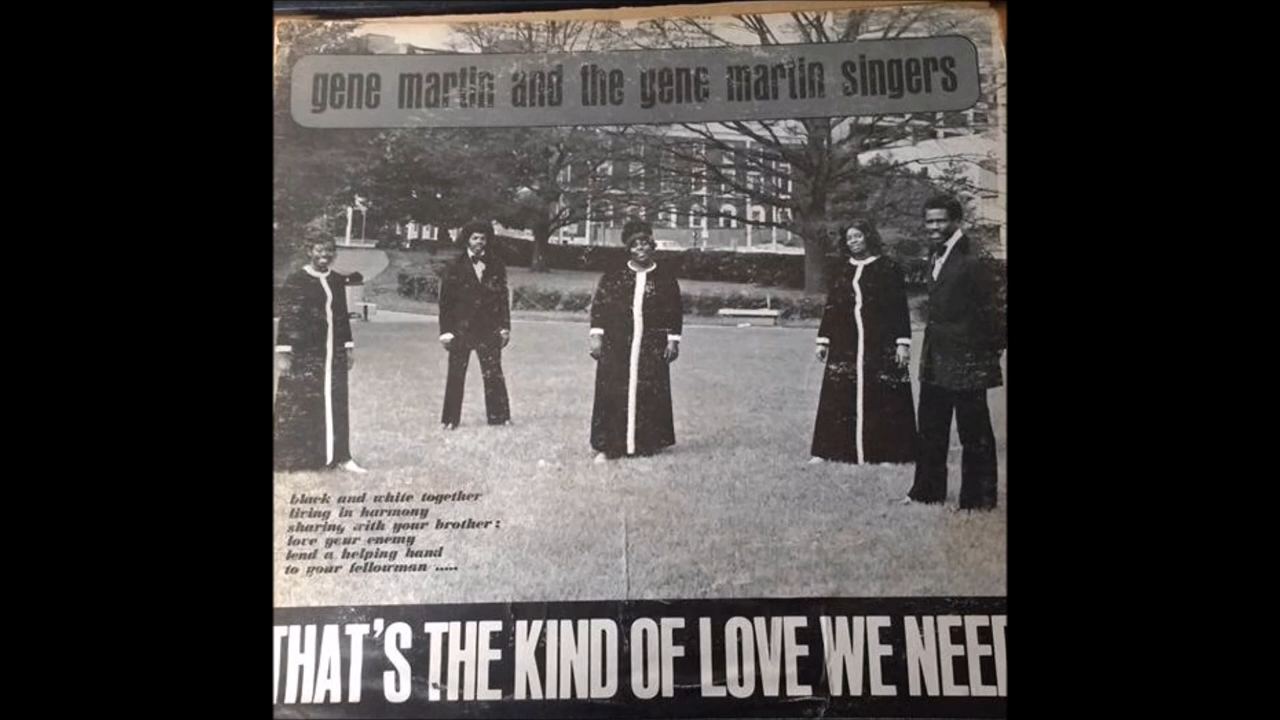 gene martin and the gene martin singers
black and white together
living in harmony
sharing with your brother:
love your enemy
lend a helping hand
to your fellowman .....
THAT'S THE KIND OF LOVE WE NEED